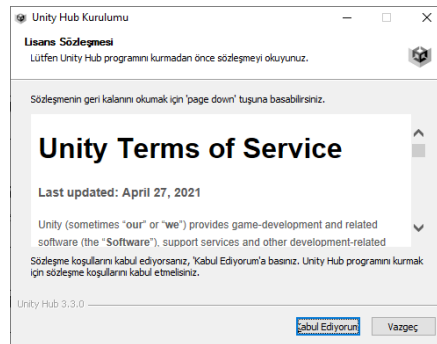 Unity Hub Kurulumu
Lisans Sözleşmesi
Lütfen Unity Hub programını kurmadan önce sözleşmeyi okuyunuz.
Sözleşmenin geri kalanını okumak için 'page down' tuşuna basabilirsiniz.
Unity Terms of Service
Last updated: April 27, 2021
Unity (sometimes “our” or “we”) provides game-development and related
software (the “Software”), support services and other development-related
Sözleşme koşullarını kabul ediyorsanız, 'Kabul Ediyorum'a basınız. Unity Hub programını kurmak
için sözleşme koşullarını kabul etmelisiniz.
Unity Hub 3.3.0
Kabul Ediyorum Vazgeç